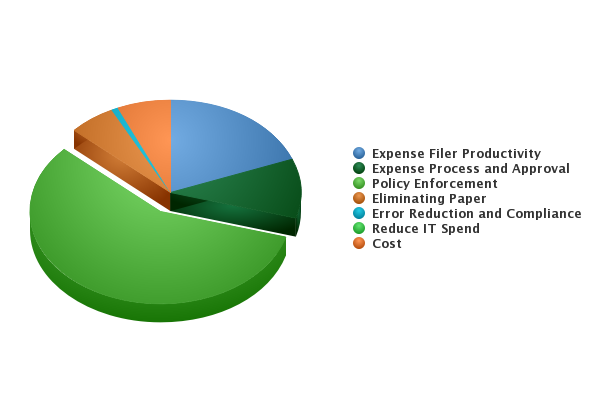 Expense Filer Productivity
Expense Process and Approval
Policy Enforcement
Eliminating Paper
Error Reduction and Compliance
Reduce IT Spend
Cost